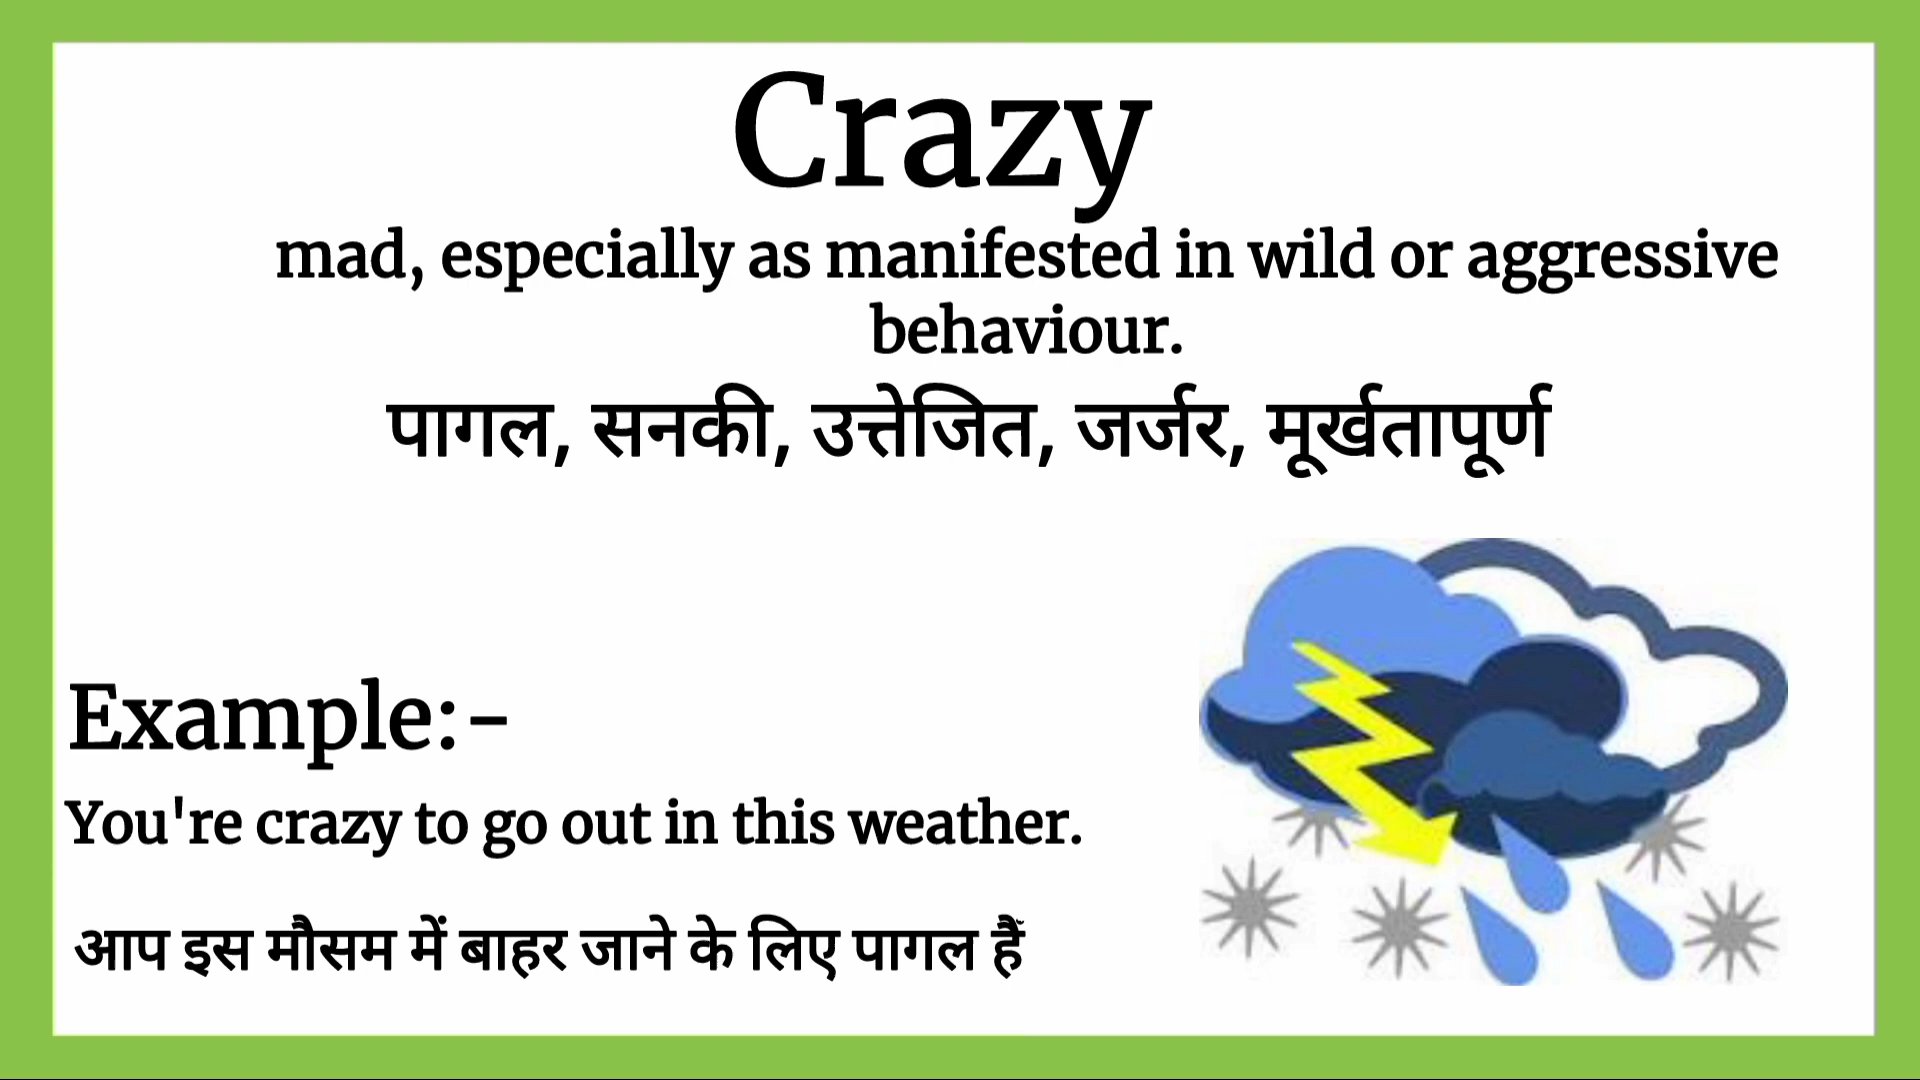 Crazy
mad, especially as manifested in wild or aggressive
behaviour.
पागल, सनकी, उत्तेजित, जर्जर, मूर्खतापूर्ण
Example:-
You're crazy to go out in this weather.
आप इस मौसम में बाहर जाने के लिए पागल हैं